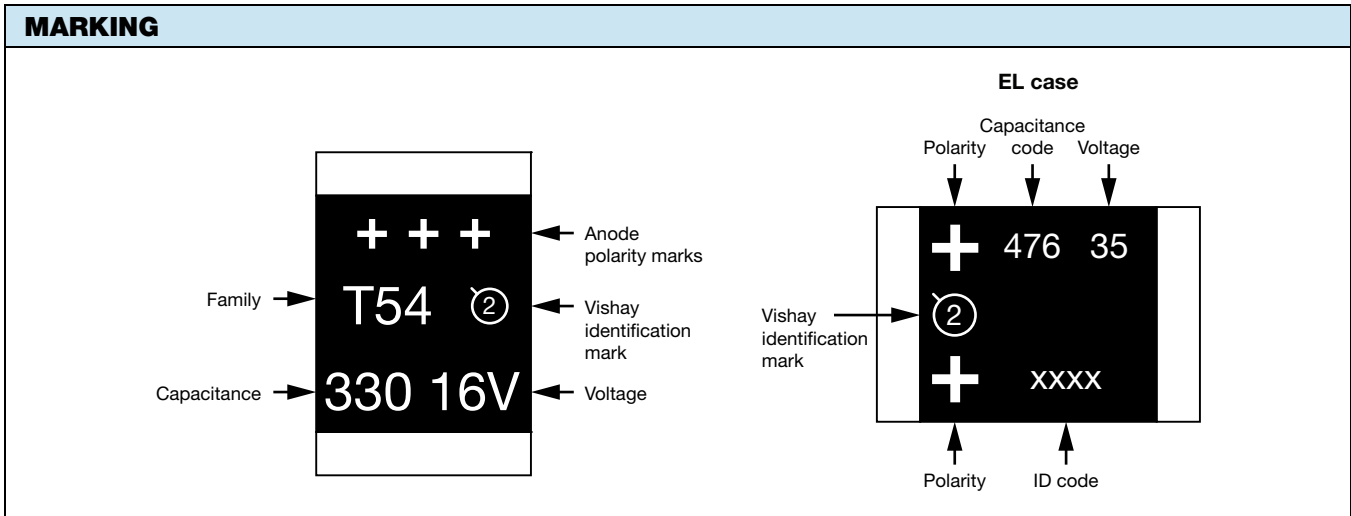 MARKING
+ + +
T54 2
330 16V
Family
Capacitance
Anode
polarity marks
Vishay
identification
mark
Voltage
EL case
Polarity
Capacitance
code
Voltage
+ 476 35
2
+ xxxx
Vishay
identification
mark
Polarity
ID code